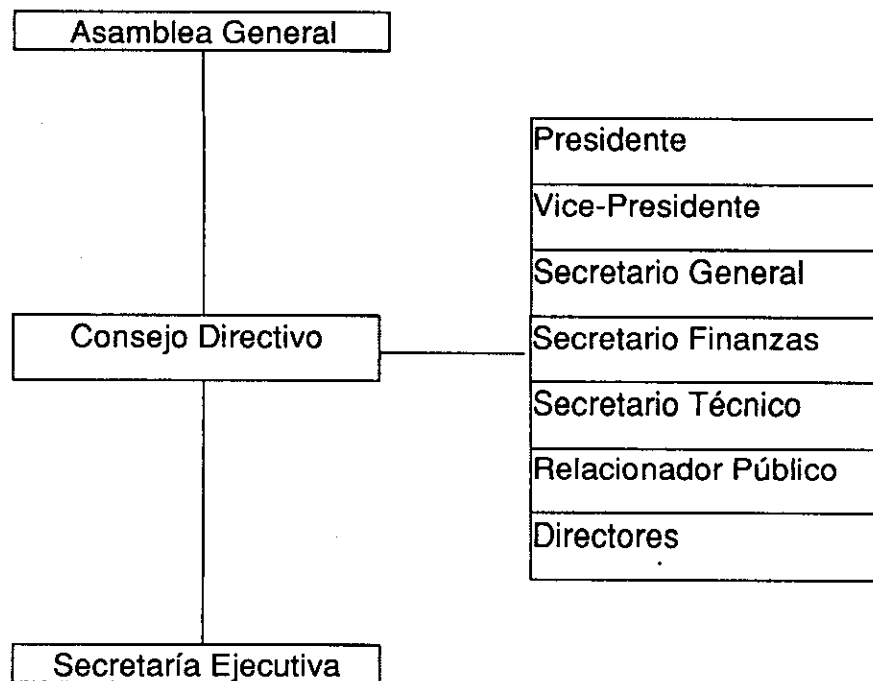 Asamblea General
Presidente
Vice-Presidente
Secretario General
Consejo Directivo
Secretario Finanzas
Secretario Técnico
Relacionador Público
Directores
Secretaría Ejecutiva